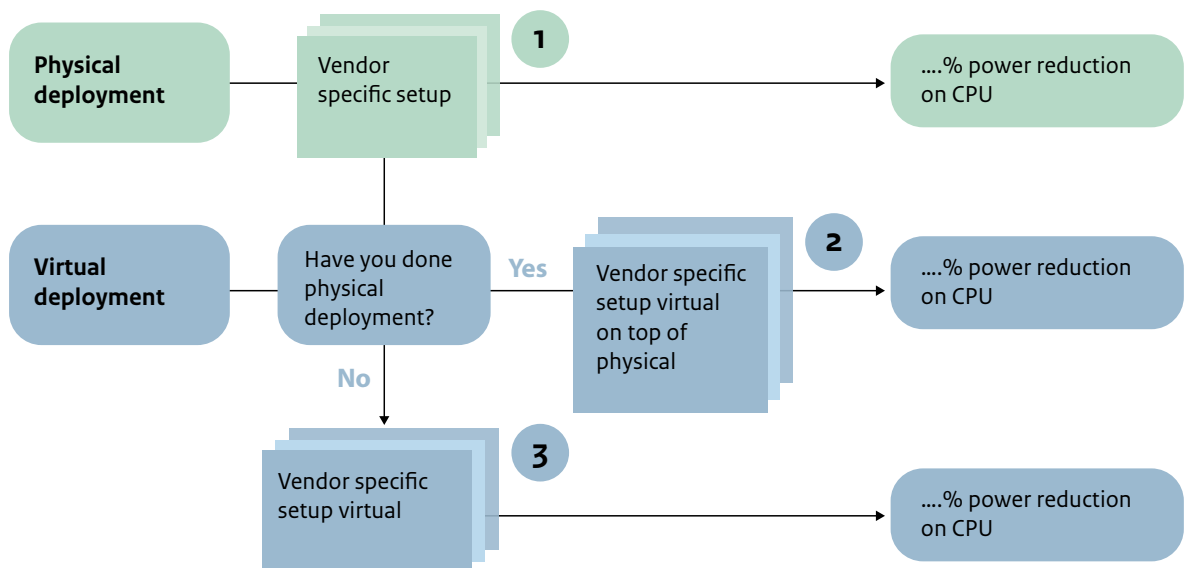 Physical
deployment
Vendor
specific setup
1
....% power reduction
on CPU
Virtual
deployment
Have you done
physical
deployment?
Yes
Vendor specific
setup virtual
on top of
physical
2
....% power reduction
on CPU
No
Vendor specific
setup virtual
3
....% power reduction
on CPU